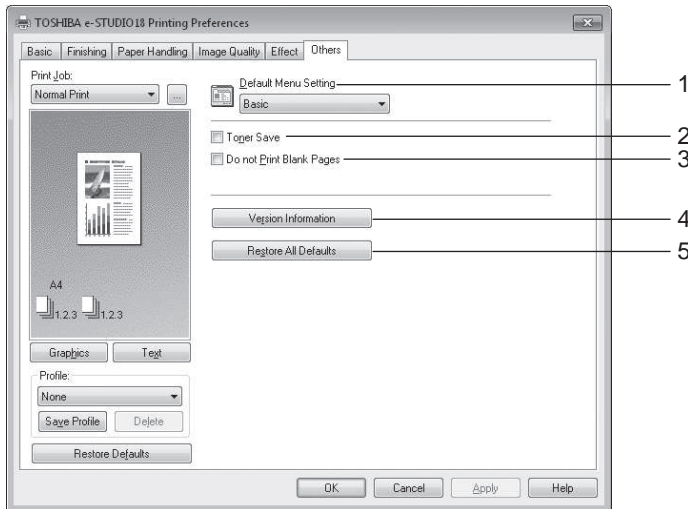 TOSHIBA e-STUDIO18 Printing Preferences
Basic Finishing Paper Handling Image Quality Effect Others
Print Job:
Normal Print ...
Default Menu Setting 1
Basic
Toner Save 2
Do not Print Blank Pages 3
Version Information 4
Restore All Defaults 5
A4
1.2.3 1.2.3
Graphics Text
Profile:
None
Save Profile Delete
Restore Defaults
OK Cancel Apply Help